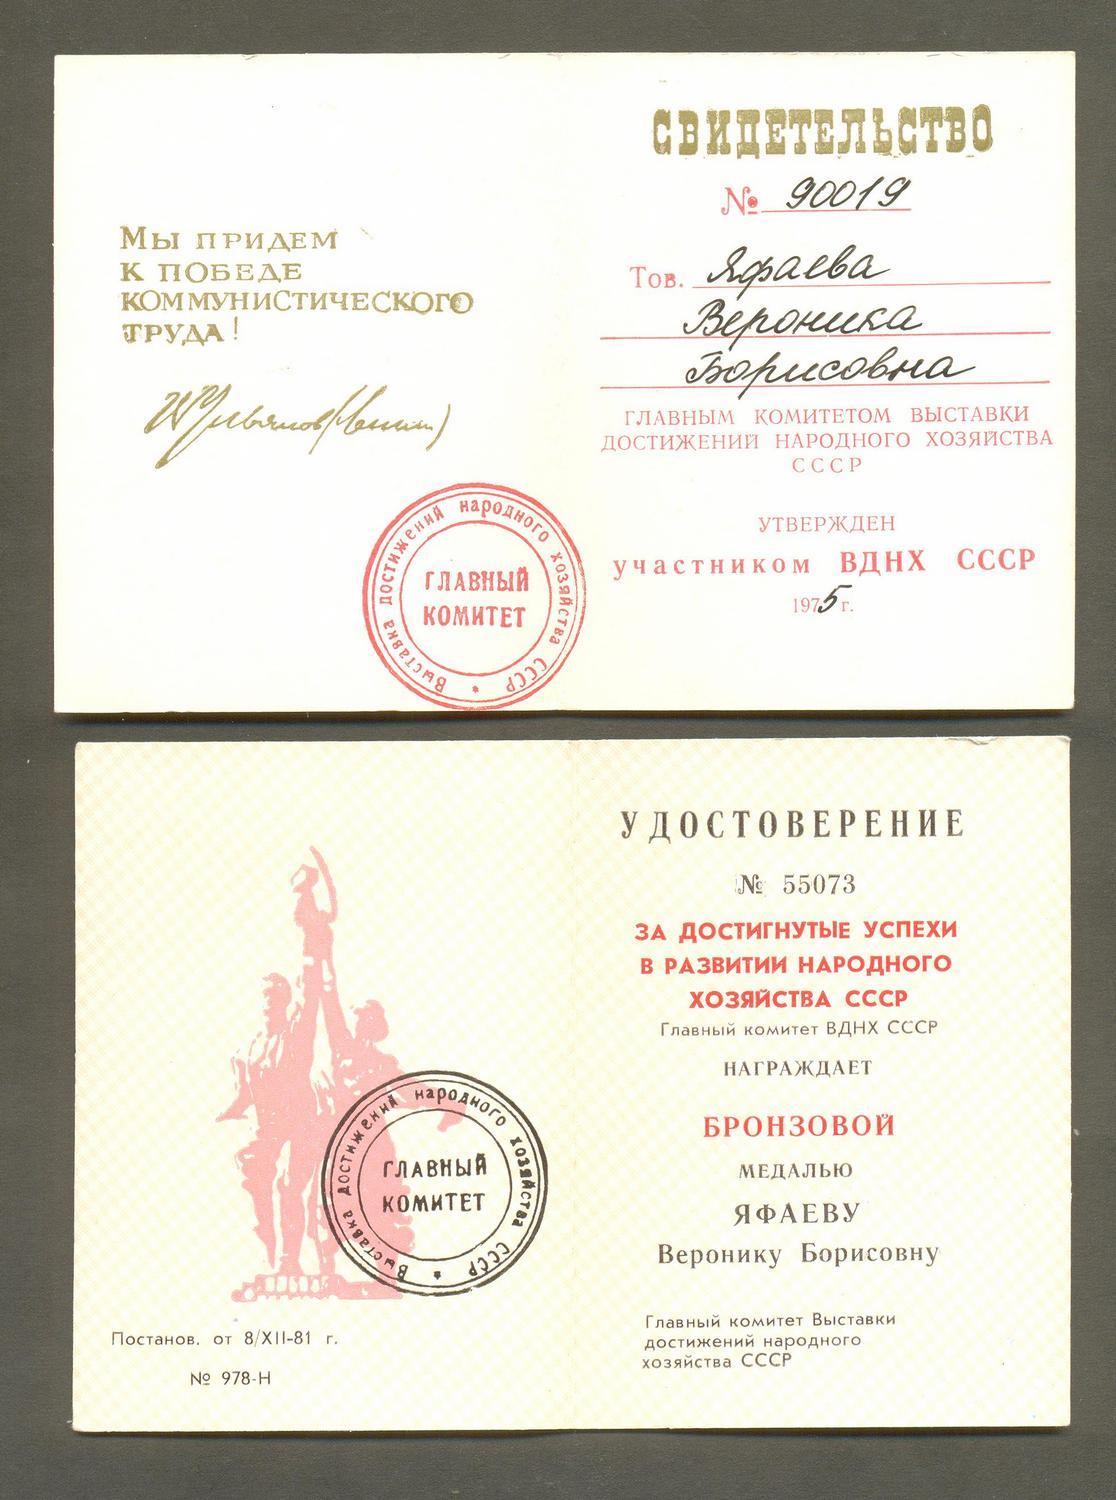 Мы придем
к победе
коммунистического
труда!
В. Ульянов (Ленин)
Выставка достижений народного хозяйства СССР *
ГЛАВНЫЙ
КОМИТЕТ
СВИДЕТЕЛЬСТВО
№ 90019
Тов. Яфаева
Вероника
Борисовна
ГЛАВНЫМ КОМИТЕТОМ ВЫСТАВКИ
ДОСТИЖЕНИЙ НАРОДНОГО ХОЗЯЙСТВА
СССР
УТВЕРЖДЕН
участником ВДНХ СССР
1975 г.
Выставка достижений народного хозяйства СССР *
ГЛАВНЫЙ
КОМИТЕТ
Постанов. от 8/XII-81 г.
№ 978-Н
УДОСТОВЕРЕНИЕ
№ 55073
ЗА ДОСТИГНУТЫЕ УСПЕХИ
В РАЗВИТИИ НАРОДНОГО
ХОЗЯЙСТВА СССР
Главный комитет ВДНХ СССР
НАГРАЖДАЕТ
БРОНЗОВОЙ
МЕДАЛЬЮ
ЯФАЕВУ
Веронику Борисовну
Главный комитет Выставки
достижений народного
хозяйства СССР